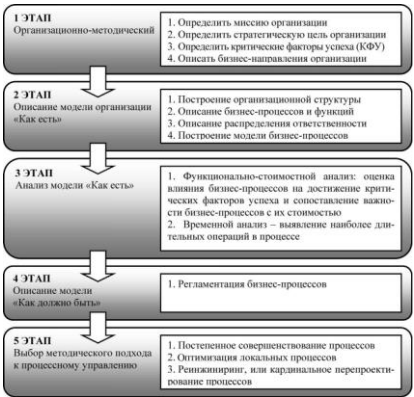 1 ЭТАП
Организационно-методический
1. Определить миссию организации
2. Определить стратегическую цель организации
3. Определить критические факторы успеха (КФУ)
4. Описать бизнес-направления организации
2 ЭТАП
Описание модели организации
«Как есть»
1. Построение организационной структуры
2. Описание бизнес-процессов и функций
3. Описание распределения ответственности
4. Построение модели бизнес-процессов
3 ЭТАП
Анализ модели «Как есть»
1. Функционально-стоимостной анализ: оценка
влияния бизнес-процессов на достижение крити-
ческих факторов успеха и сопоставление важно-
сти бизнес-процессов с их стоимостью
2. Временной анализ – выявление наиболее дли-
тельных операций в процессе
4 ЭТАП
Описание модели
«Как должно быть»
1. Регламентация бизнес-процессов
5 ЭТАП
Выбор методического подхода
к процессному управлению
1. Постепенное совершенствование процессов
2. Оптимизация локальных процессов
3. Реинжиниринг, или кардинальное перепроекти-
рование процессов